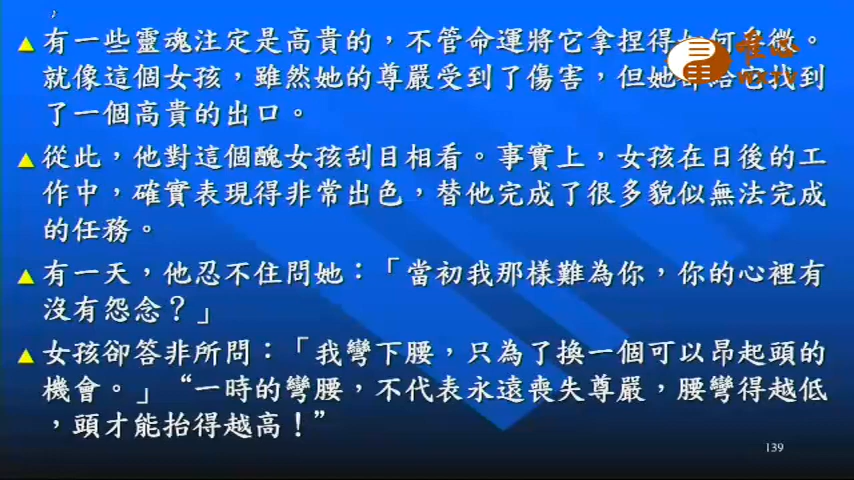 ，
▲有一些靈魂注定是高貴的，不管命運將它拿捏得如何卑微。
就像這個女孩，雖然她的尊嚴受到了傷害，但她卻給它找到
了一個高貴的出口。
▲從此，他對這個醜女孩刮目相看。事實上，女孩在日後的工
作中，確實表現得非常出色，替他完成了很多貌似無法完成
的任務。
▲有一天，他忍不住問她：「當初我那樣難為你，你的心裡有
沒有怨念？」
▲女孩卻答非所問：「我彎下腰，只為了換一個可以昂起頭的
機會。」“一時的彎腰，不代表永遠喪失尊嚴，腰彎得越低
，頭才能抬得越高！”
139